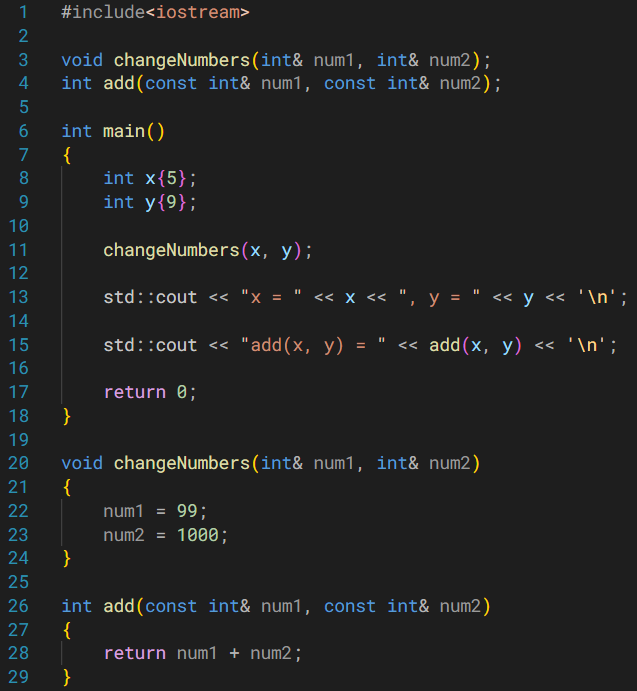 1 #include<iostream>
2
3 void changeNumbers(int& num1, int& num2);
4 int add(const int& num1, const int& num2);
5
6 int main()
7 {
8     int x{5};
9     int y{9};
10
11     changeNumbers(x, y);
12
13     std::cout << "x = " << x << ", y = " << y << '\n';
14
15     std::cout << "add(x, y) = " << add(x, y) << '\n';
16
17     return 0;
18 }
19
20 void changeNumbers(int& num1, int& num2)
21 {
22     num1 = 99;
23     num2 = 1000;
24 }
25
26 int add(const int& num1, const int& num2)
27 {
28     return num1 + num2;
29 }